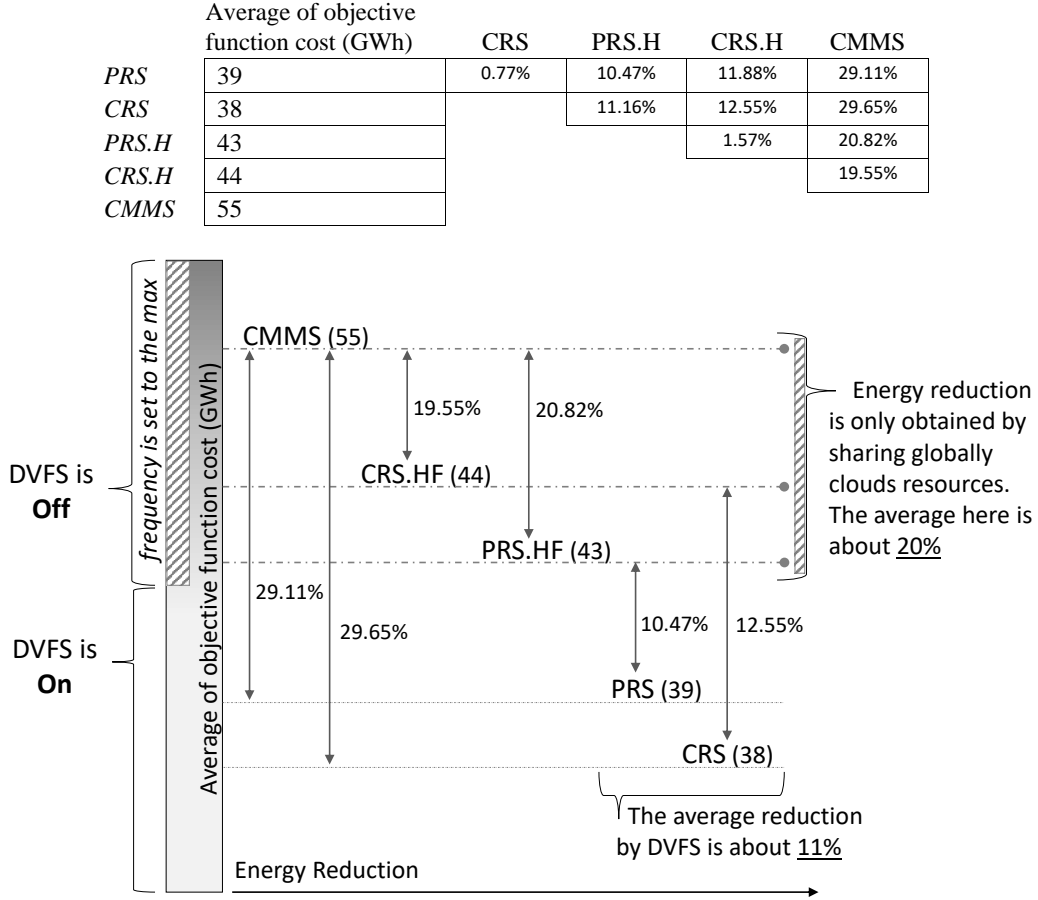 Average of objective
function cost (GWh) CRS PRS.H CRS.H CMMS
PRS 39 0.77% 10.47% 11.88% 29.11%
CRS 38 11.16% 12.55% 29.65%
PRS.H 43 1.57% 20.82%
CRS.H 44 19.55%
CMMS 55
frequency is set to the max
Average of objective function cost (GWh)
DVFS is
Off
DVFS is
On
CMMS (55)
19.55%
20.82%
CRS.HF (44)
PRS.HF (43)
29.11%
29.65%
10.47%
12.55%
PRS (39)
CRS (38)
Energy reduction
is only obtained by
sharing globally
clouds resources.
The average here is
about 20%
The average reduction
by DVFS is about 11%
Energy Reduction